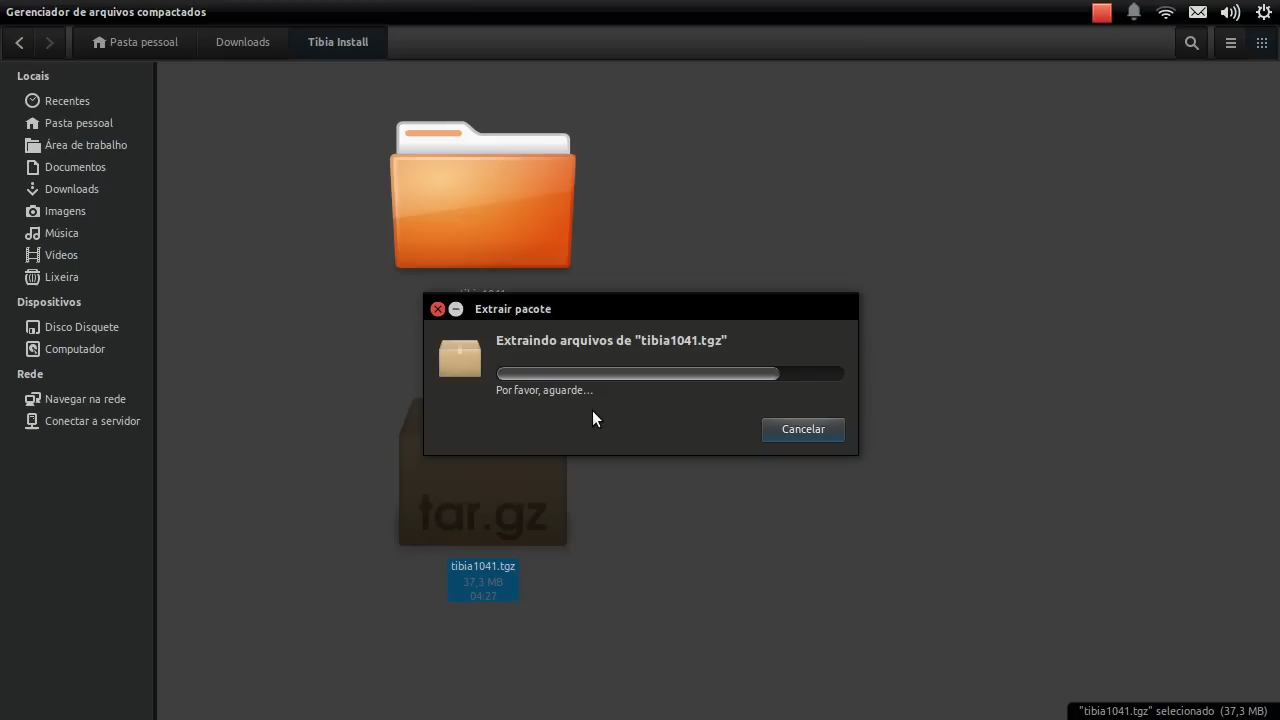 Gerenciador de arquivos compactados
Pasta pessoal
Downloads
Tibia Install
Locais
Recentes
Pasta pessoal
Área de trabalho
Documentos
Downloads
Imagens
Música
Vídeos
Lixeira
Dispositivos
Disco Disquete
Computador
Rede
Navegar na rede
Conectar a servidor
Extrair pacote
Extraindo arquivos de "tibia1041.tgz"
Por favor, aguarde...
Cancelar
tar.gz
tibia1041.tgz
37,3 MB
04:27
"tibia1041.tgz" selecionado (37,3 MB)